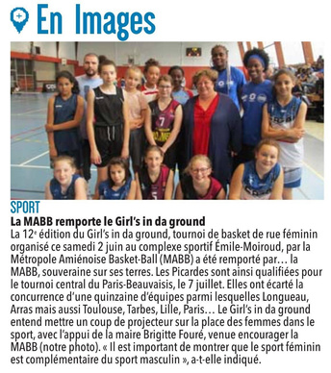 En Images
SPORT
La MABB remporte le Girl's in da ground
La 12e édition du Girl's in da ground, tournoi de basket de rue féminin
organisé ce samedi 2 juin au complexe sportif Émile-Moiroud, par la
Métropole Amiénoise Basket-Ball (MABB) a été remporté par... la
MABB, souveraine sur ses terres. Les Picardes sont ainsi qualifiées pour
le tournoi central du Paris-Beauvaisis, le 7 juillet. Elles ont écarté la
concurrence d'une quinzaine d'équipes parmi lesquelles Longueau,
Arras mais aussi Toulouse, Tarbes, Lille, Paris... Le Girl's in da ground
entend mettre un coup de projecteur sur la place des femmes dans le
sport, avec l'appui de la maire Brigitte Fouré, venue encourager la
MABB (notre photo). « Il est important de montrer que le sport féminin
est complémentaire du sport masculin », a-t-elle indiqué.